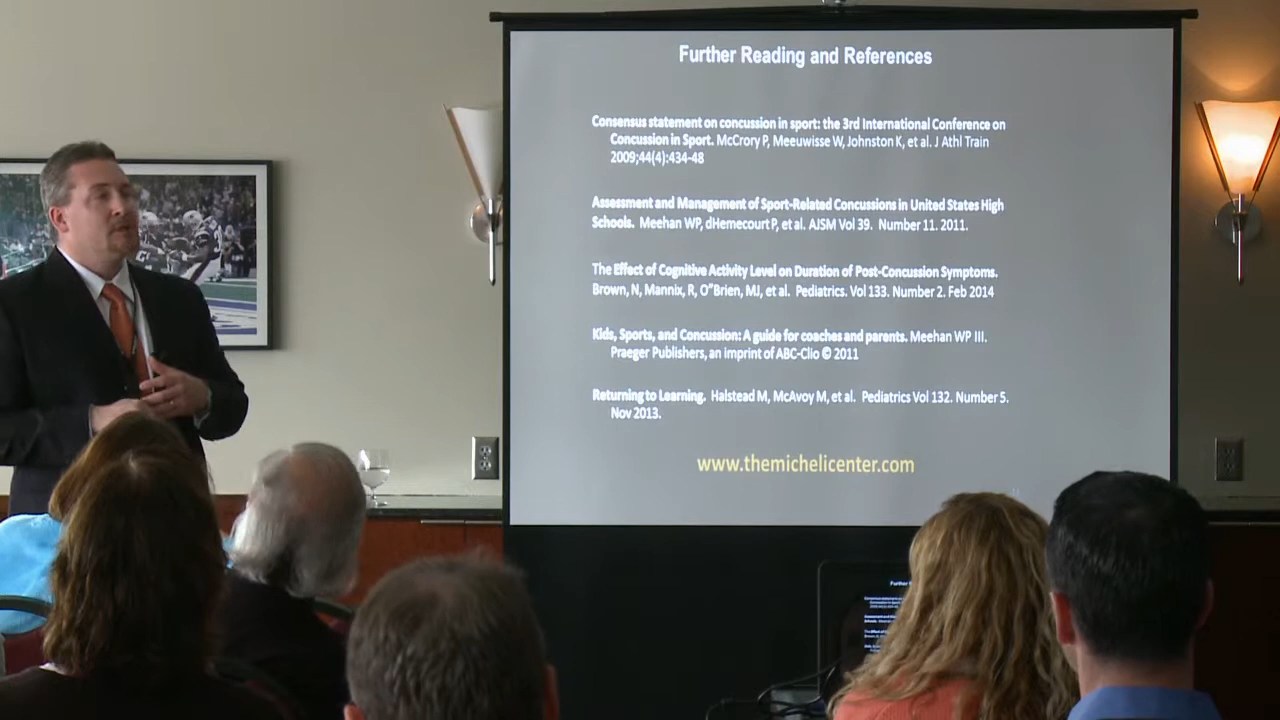 Further Reading and References
Consensus statement on concussion in sport: the 3rd International Conference on
Concussion in Sport. McCrory P, Meeuwisse W, Johnston K, et al. J Athl Train
2009;44(4):434-48
Assessment and Management of Sport-Related Concussions in United States High
Schools. Meehan WP, dHemecourt P, et al. AJSM Vol 39. Number 11. 2011.
The Effect of Cognitive Activity Level on Duration of Post-Concussion Symptoms.
Brown, N, Mannix, R, O"Brien, MJ, et al. Pediatrics. Vol 133. Number 2. Feb 2014
Kids, Sports, and Concussion: A guide for coaches and parents. Meehan WP III.
Praeger Publishers, an imprint of ABC-Clio © 2011
Returning to Learning. Halstead M, McAvoy M, et al. Pediatrics Vol 132. Number 5.
Nov 2013.
www.themichelicenter.com
Further